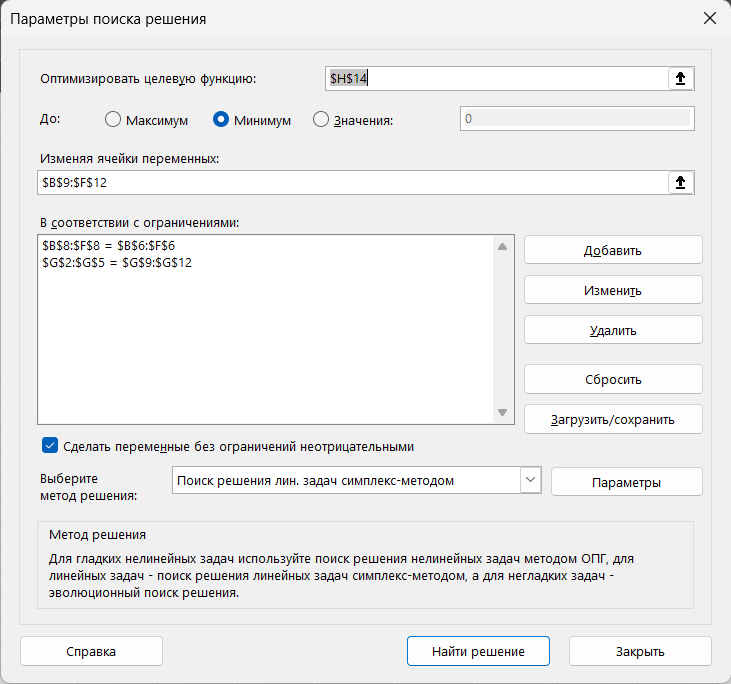 Параметры поиска решения
Оптимизировать целевую функцию:
$H$14
До:
Максимум
Минимум
Значения:
0
Изменяя ячейки переменных:
$B$9:$F$12
В соответствии с ограничениями:
$B$8:$F$8 = $B$6:$F$6
$G$2:$G$5 = $G$9:$G$12
Добавить
Изменить
Удалить
Сбросить
Загрузить/сохранить
Сделать переменные без ограничений неотрицательными
Выберите
метод решения:
Поиск решения лин. задач симплекс-методом
Параметры
Метод решения
Для гладких нелинейных задач используйте поиск решения нелинейных задач методом ОПГ, для
линейных задач - поиск решения линейных задач симплекс-методом, а для негладких задач -
эволюционный поиск решения.
Справка
Найти решение
Закрыть